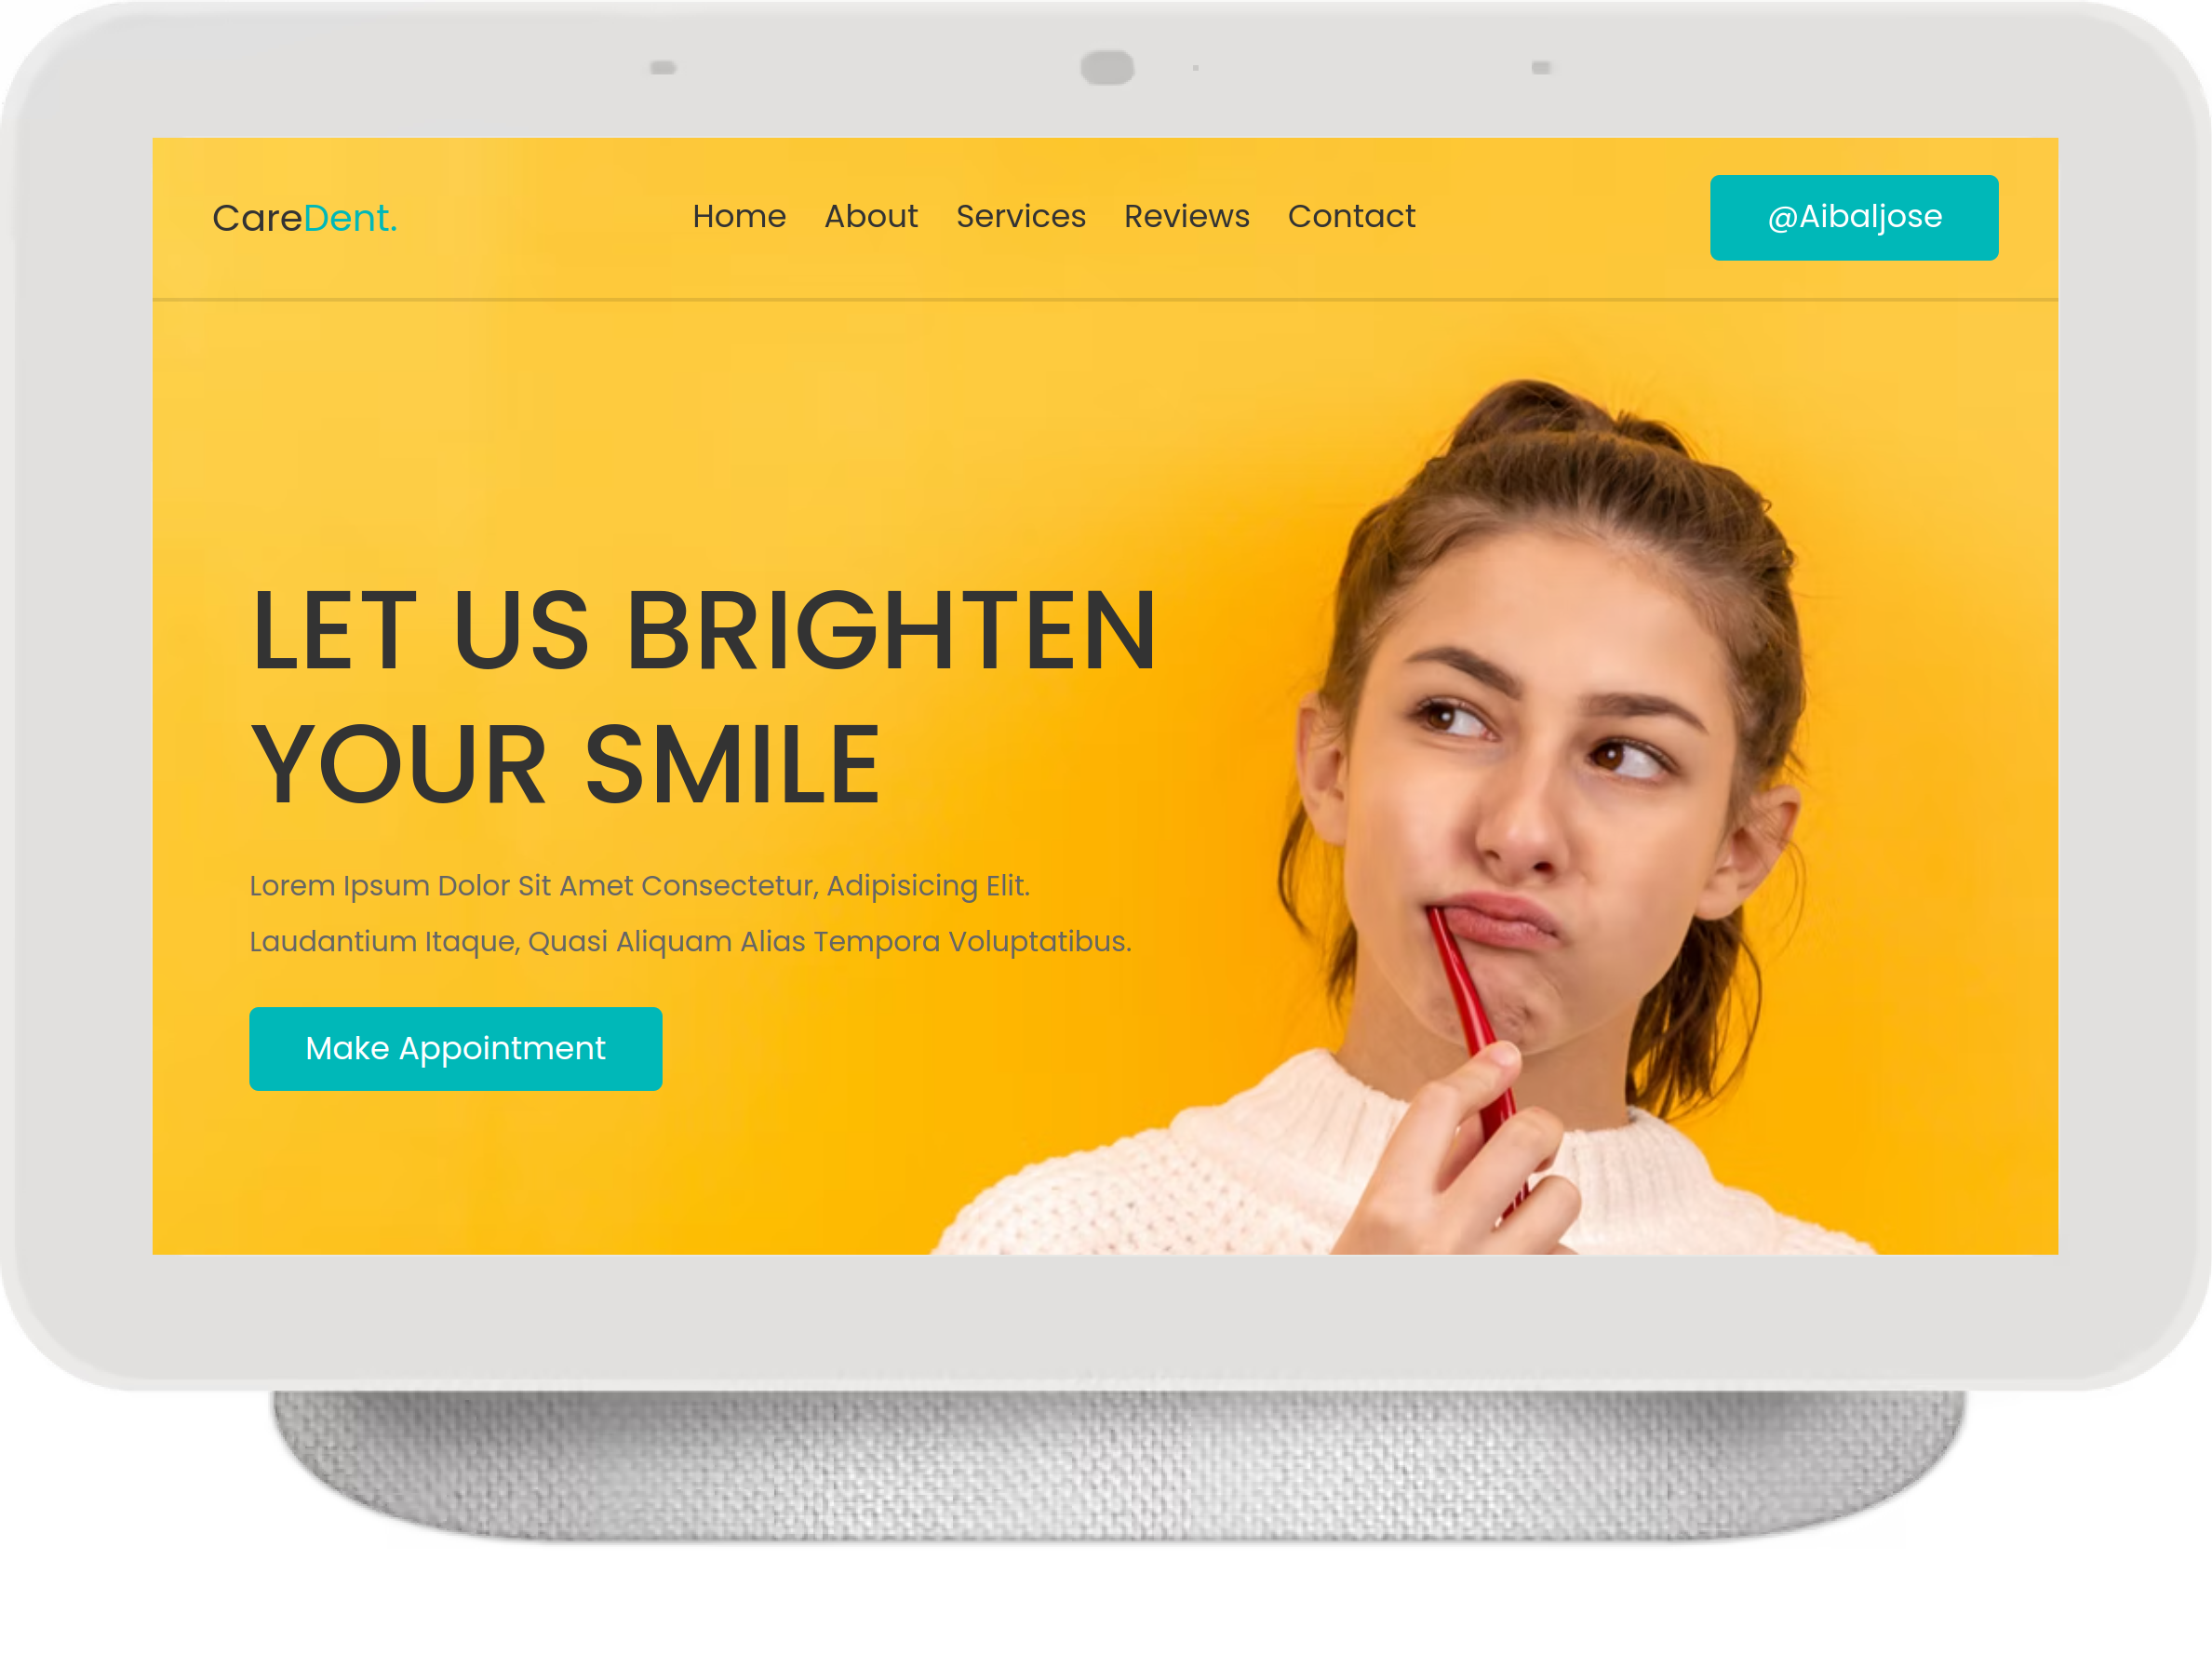 CareDent.
Home About Services Reviews Contact
@Aibaljose
LET US BRIGHTEN
YOUR SMILE
Lorem Ipsum Dolor Sit Amet Consectetur, Adipisicing Elit.
Laudantium Itaque, Quasi Aliquam Alias Tempora Voluptatibus.
Make Appointment